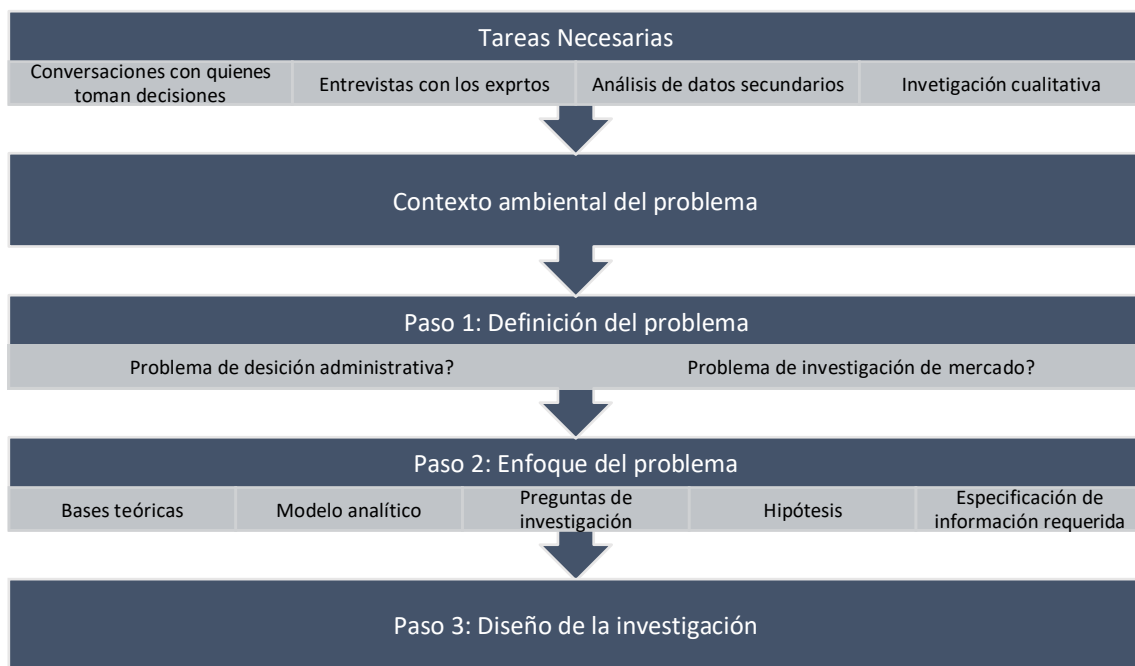 Tareas Necesarias
Conversaciones con quienes
toman decisiones
Entrevistas con los exprtos
Análisis de datos secundarios
Invetigación cualitativa
Contexto ambiental del problema
Paso 1: Definición del problema
Problema de desición administrativa?
Problema de investigación de mercado?
Paso 2: Enfoque del problema
Bases teóricas
Modelo analítico
Preguntas de
investigación
Hipótesis
Especificación de
información requerida
Paso 3: Diseño de la investigación